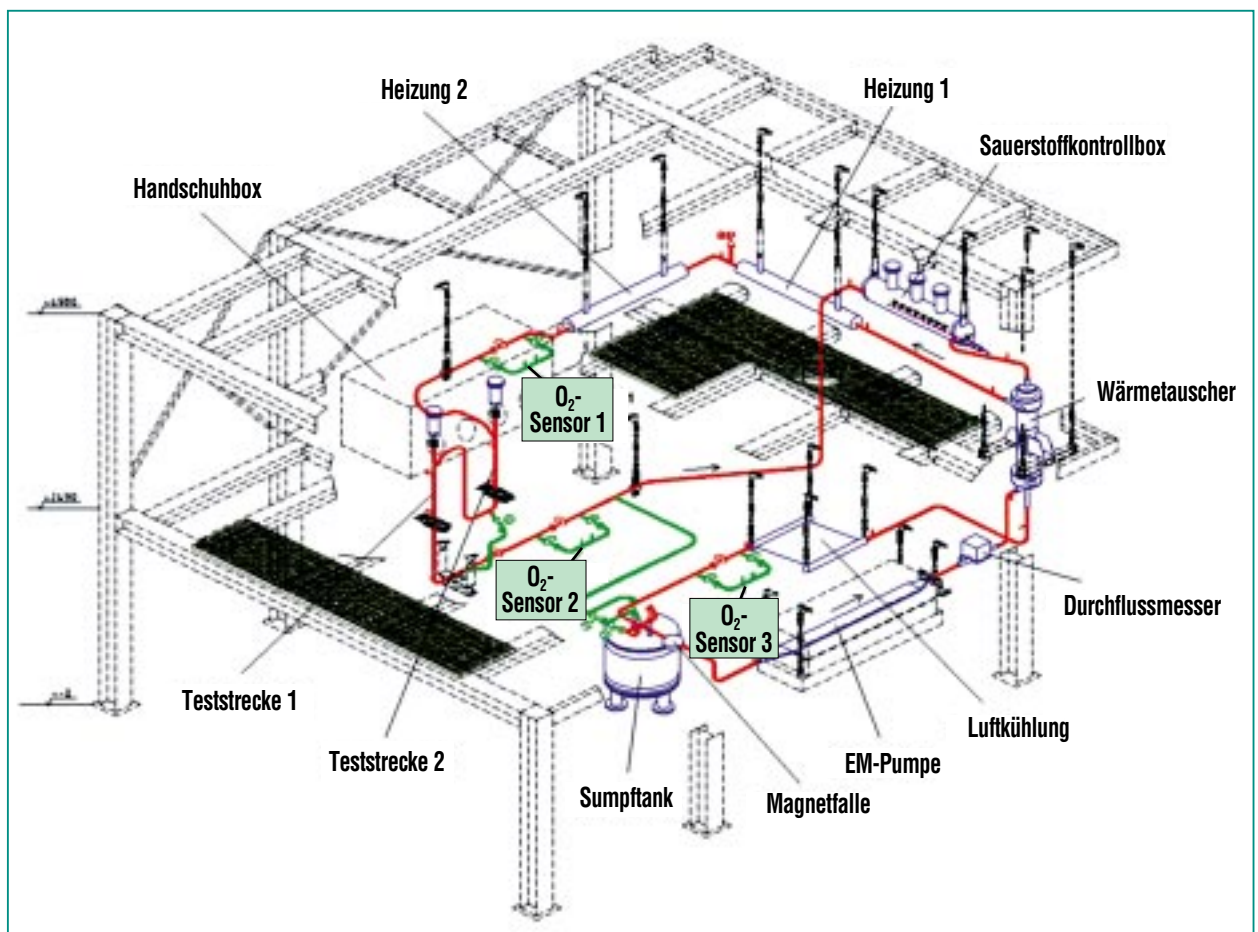 Heizung 2
Heizung 1
Sauerstoffkontrollbox
Handschuhbox
Wärmetauscher
O₂-
Sensor 1
O₂-
Sensor 2
O₂-
Sensor 3
Durchflussmesser
Teststrecke 1
Luftkühlung
Teststrecke 2
EM-Pumpe
Sumpftank
Magnetfalle